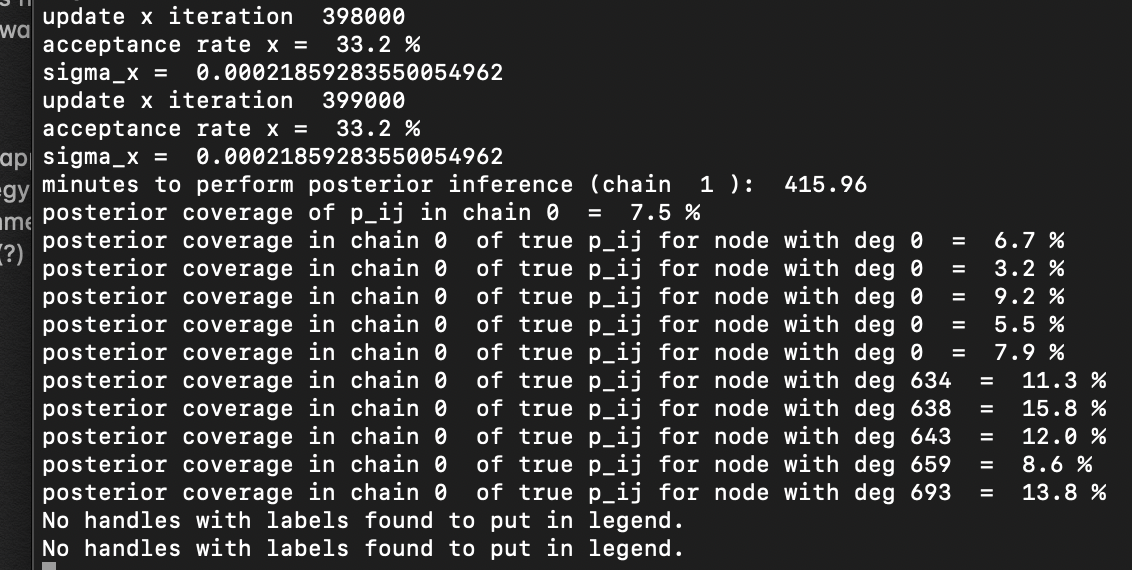 update x iteration  398000
acceptance rate x =  33.2 %
sigma_x =  0.00021859283550054962
update x iteration  399000
acceptance rate x =  33.2 %
sigma_x =  0.00021859283550054962
minutes to perform posterior inference (chain  1 ):  415.96
posterior coverage of p_ij in chain 0  =  7.5 %
posterior coverage in chain 0  of true p_ij for node with deg 0  =  6.7 %
posterior coverage in chain 0  of true p_ij for node with deg 0  =  3.2 %
posterior coverage in chain 0  of true p_ij for node with deg 0  =  9.2 %
posterior coverage in chain 0  of true p_ij for node with deg 0  =  5.5 %
posterior coverage in chain 0  of true p_ij for node with deg 0  =  7.9 %
posterior coverage in chain 0  of true p_ij for node with deg 634  =  11.3 %
posterior coverage in chain 0  of true p_ij for node with deg 638  =  15.8 %
posterior coverage in chain 0  of true p_ij for node with deg 643  =  12.0 %
posterior coverage in chain 0  of true p_ij for node with deg 659  =  8.6 %
posterior coverage in chain 0  of true p_ij for node with deg 693  =  13.8 %
No handles with labels found to put in legend.
No handles with labels found to put in legend.
(?)